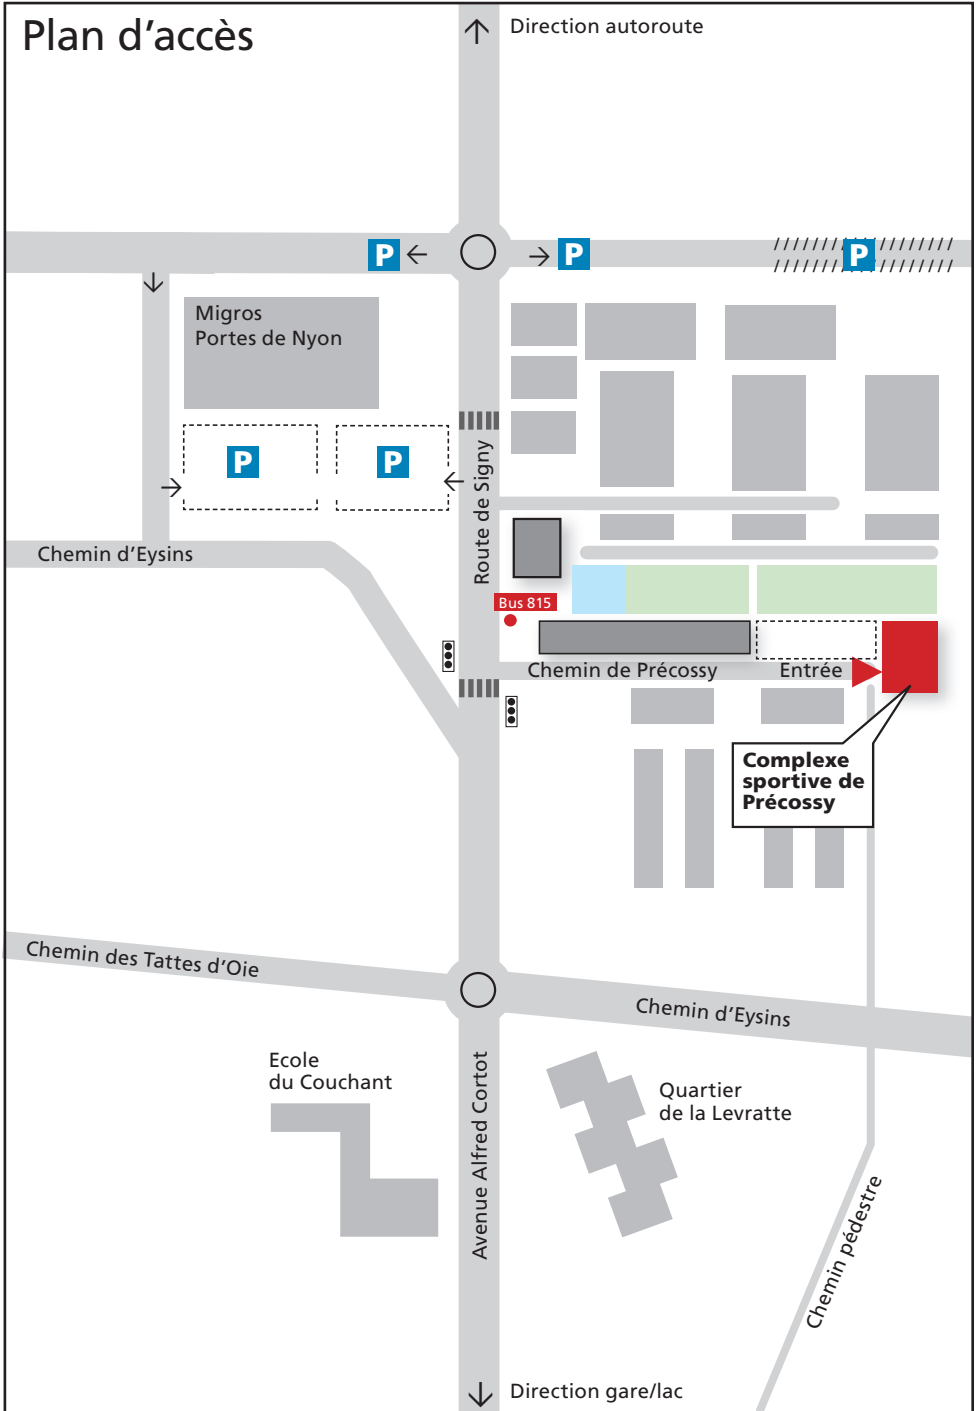 Plan d'accès
Direction autoroute
P
P
P
Migros
Portes de Nyon
P
P
Route de Signy
Chemin d'Eysins
Bus 815
Chemin de Précossy
Entrée
Complexe
sportive de
Précossy
Chemin des Tattes d'Oie
Chemin d'Eysins
Ecole
du Couchant
Avenue Alfred Cortot
Quartier
de la Levratte
Chemin pédestre
Direction gare/lac